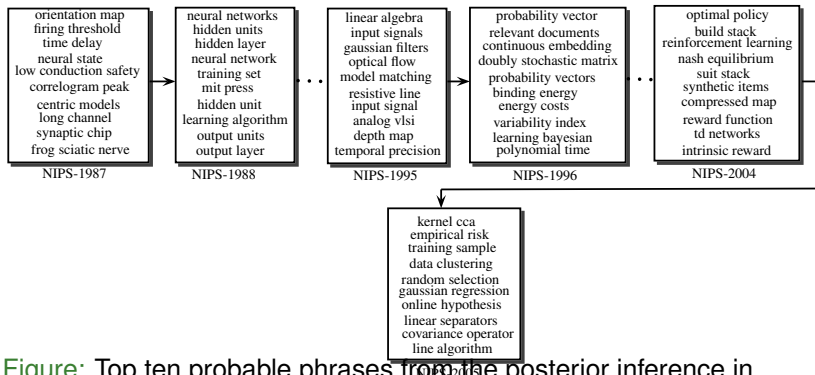 orientation map
firing threshold
time delay
neural state
low conduction safety
correlogram peak
centric models
long channel
synaptic chip
frog sciatic nerve
NIPS-1987
neural networks
hidden units
hidden layer
neural network
training set
mit press
hidden unit
learning algorithm
output units
output layer
NIPS-1988
linear algebra
input signals
gaussian filters
optical flow
model matching
resistive line
input signal
analog vlsi
depth map
temporal precision
NIPS-1995
probability vector
relevant documents
continuous embedding
doubly stochastic matrix
probability vectors
binding energy
energy costs
variability index
learning bayesian
polynomial time
NIPS-1996
optimal policy
build stack
reinforcement learning
nash equilibrium
suit stack
synthetic items
compressed map
reward function
td networks
intrinsic reward
NIPS-2004
kernel cca
empirical risk
training sample
data clustering
random selection
gaussian regression
online hypothesis
linear separators
covariance operator
line algorithm
NIPS-2005
Figure: Top ten probable phrases from the posterior inference in